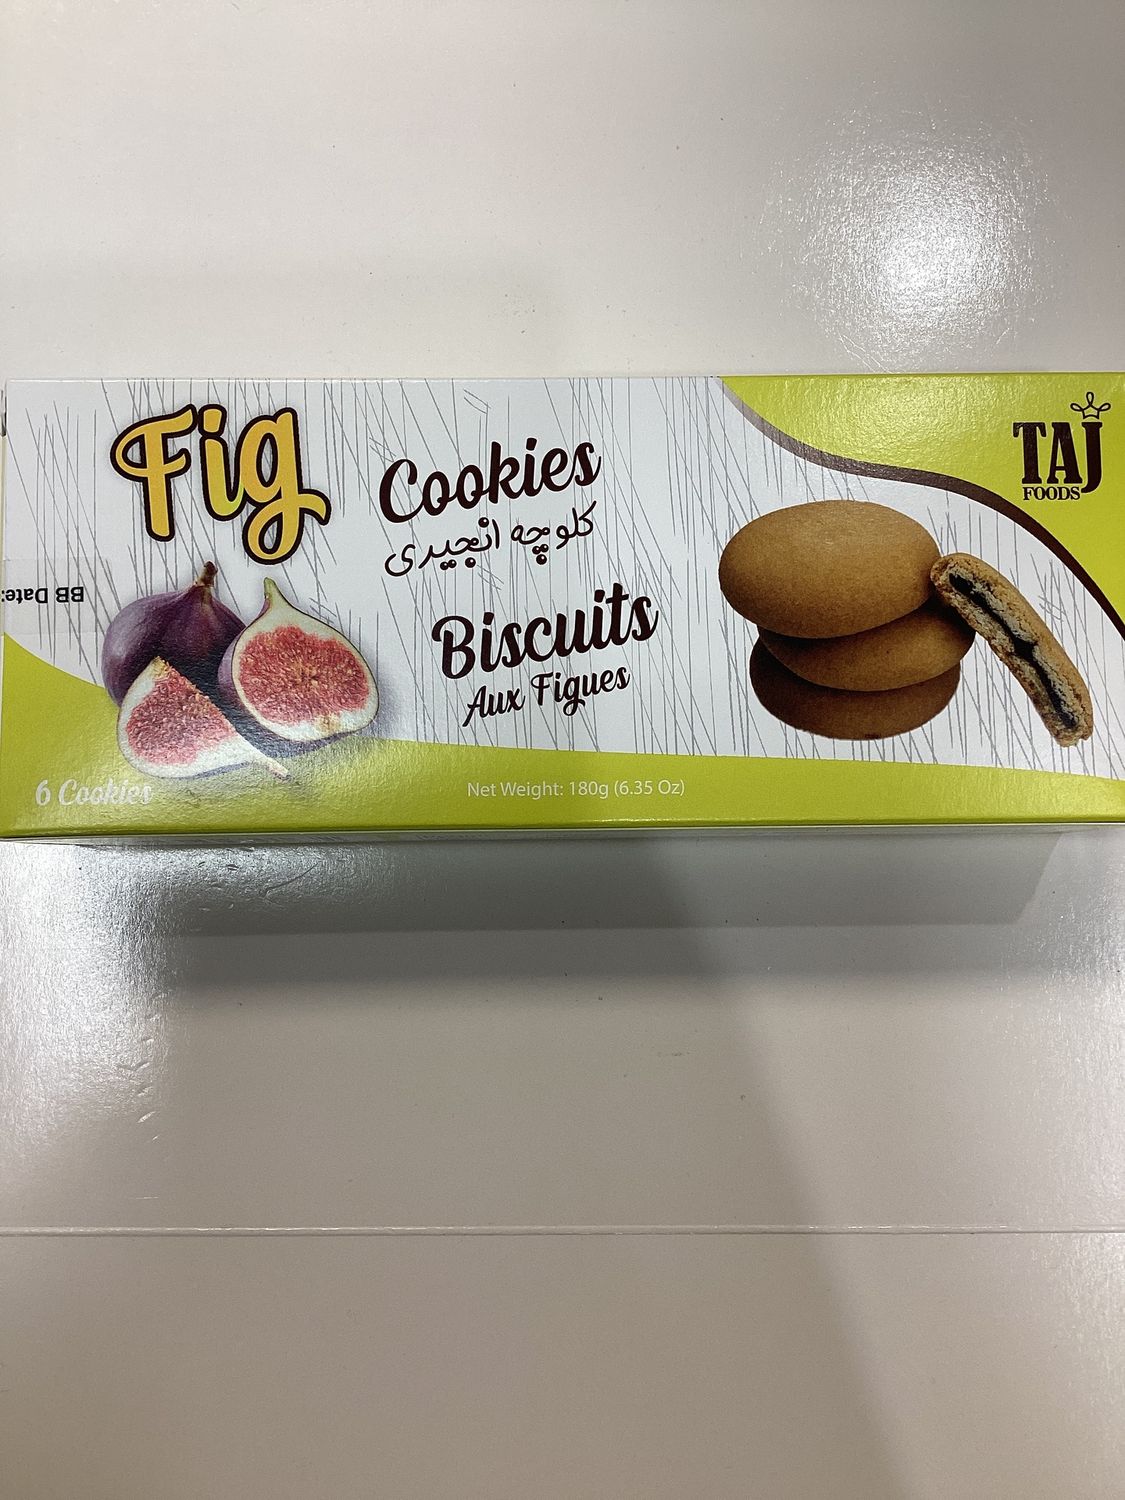 Fig
Cookies
کلوچه انجیری
Biscuits
Aux Figues
TAJ
FOODS
BB Date:
6 Cookies
Net Weight: 180g (6.35 Oz)